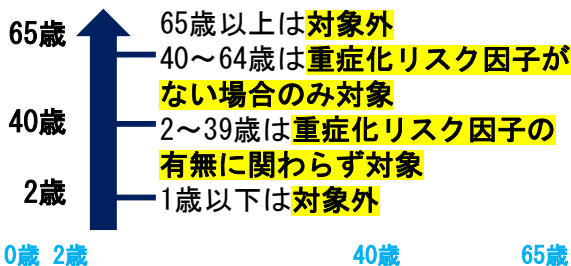 65歳
65歳以上は対象外
40～64歳は重症化リスク因子が
ない場合のみ対象
40歳
2～39歳は重症化リスク因子の
有無に関わらず対象
2歳
1歳以下は対象外
0歳 2歳 40歳 65歳